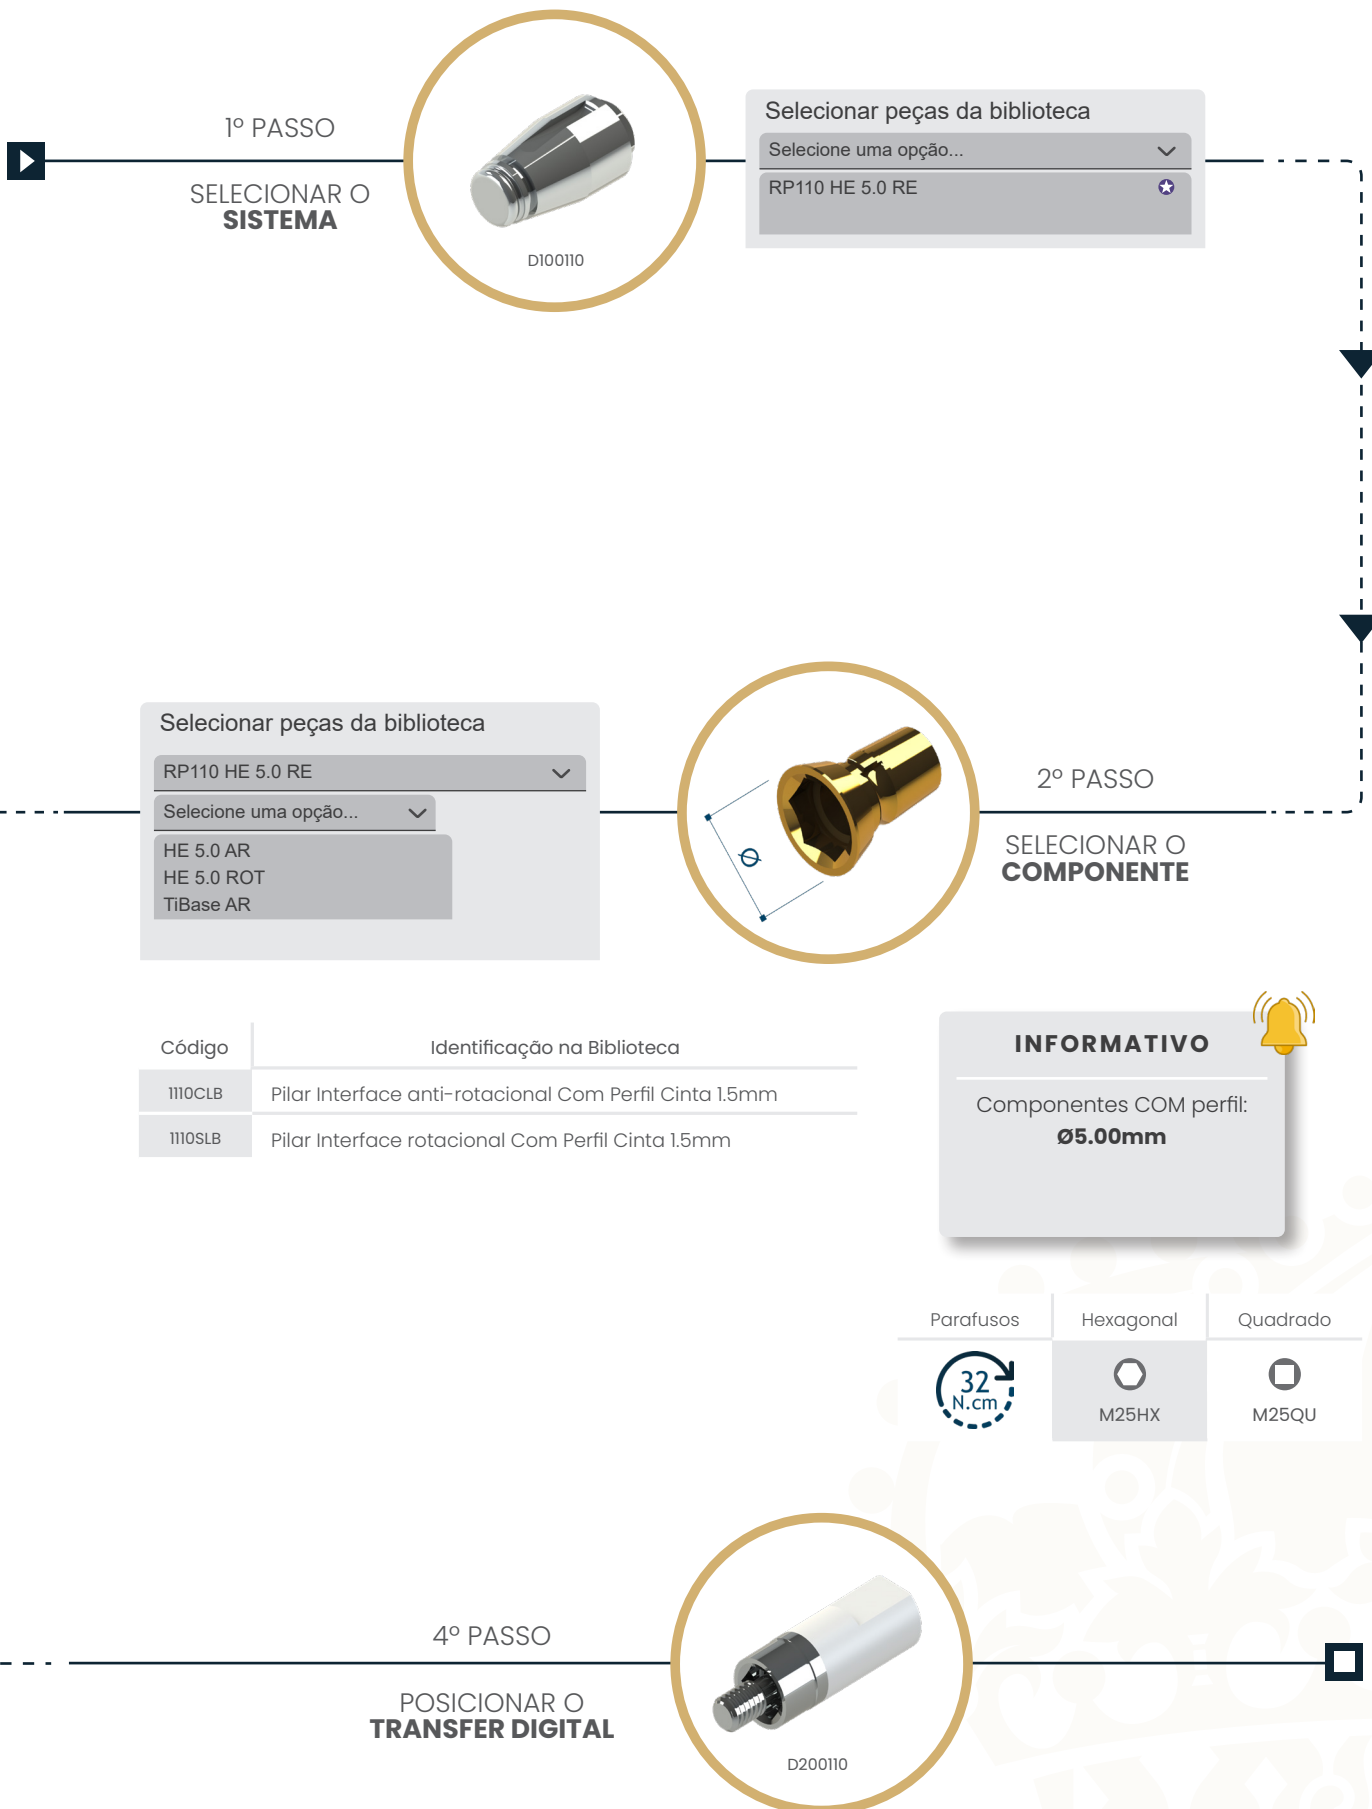 1º PASSO
SELECIONAR O
SISTEMA
D100110
Selecionar peças da biblioteca
Selecione uma opção...
RP110 HE 5.0 RE
Selecionar peças da biblioteca
RP110 HE 5.0 RE
Selecione uma opção...
HE 5.0 AR
HE 5.0 ROT
TiBase AR
Ø
2º PASSO
SELECIONAR O
COMPONENTE
Código Identificação na Biblioteca
1110CLB Pilar Interface anti-rotacional Com Perfil Cinta 1.5mm
1110SLB Pilar Interface rotacional Com Perfil Cinta 1.5mm
INFORMATIVO
Componentes COM perfil:
Ø5.00mm
Parafusos Hexagonal Quadrado
32
N.cm
M25HX M25QU
4º PASSO
POSICIONAR O
TRANSFER DIGITAL
D200110